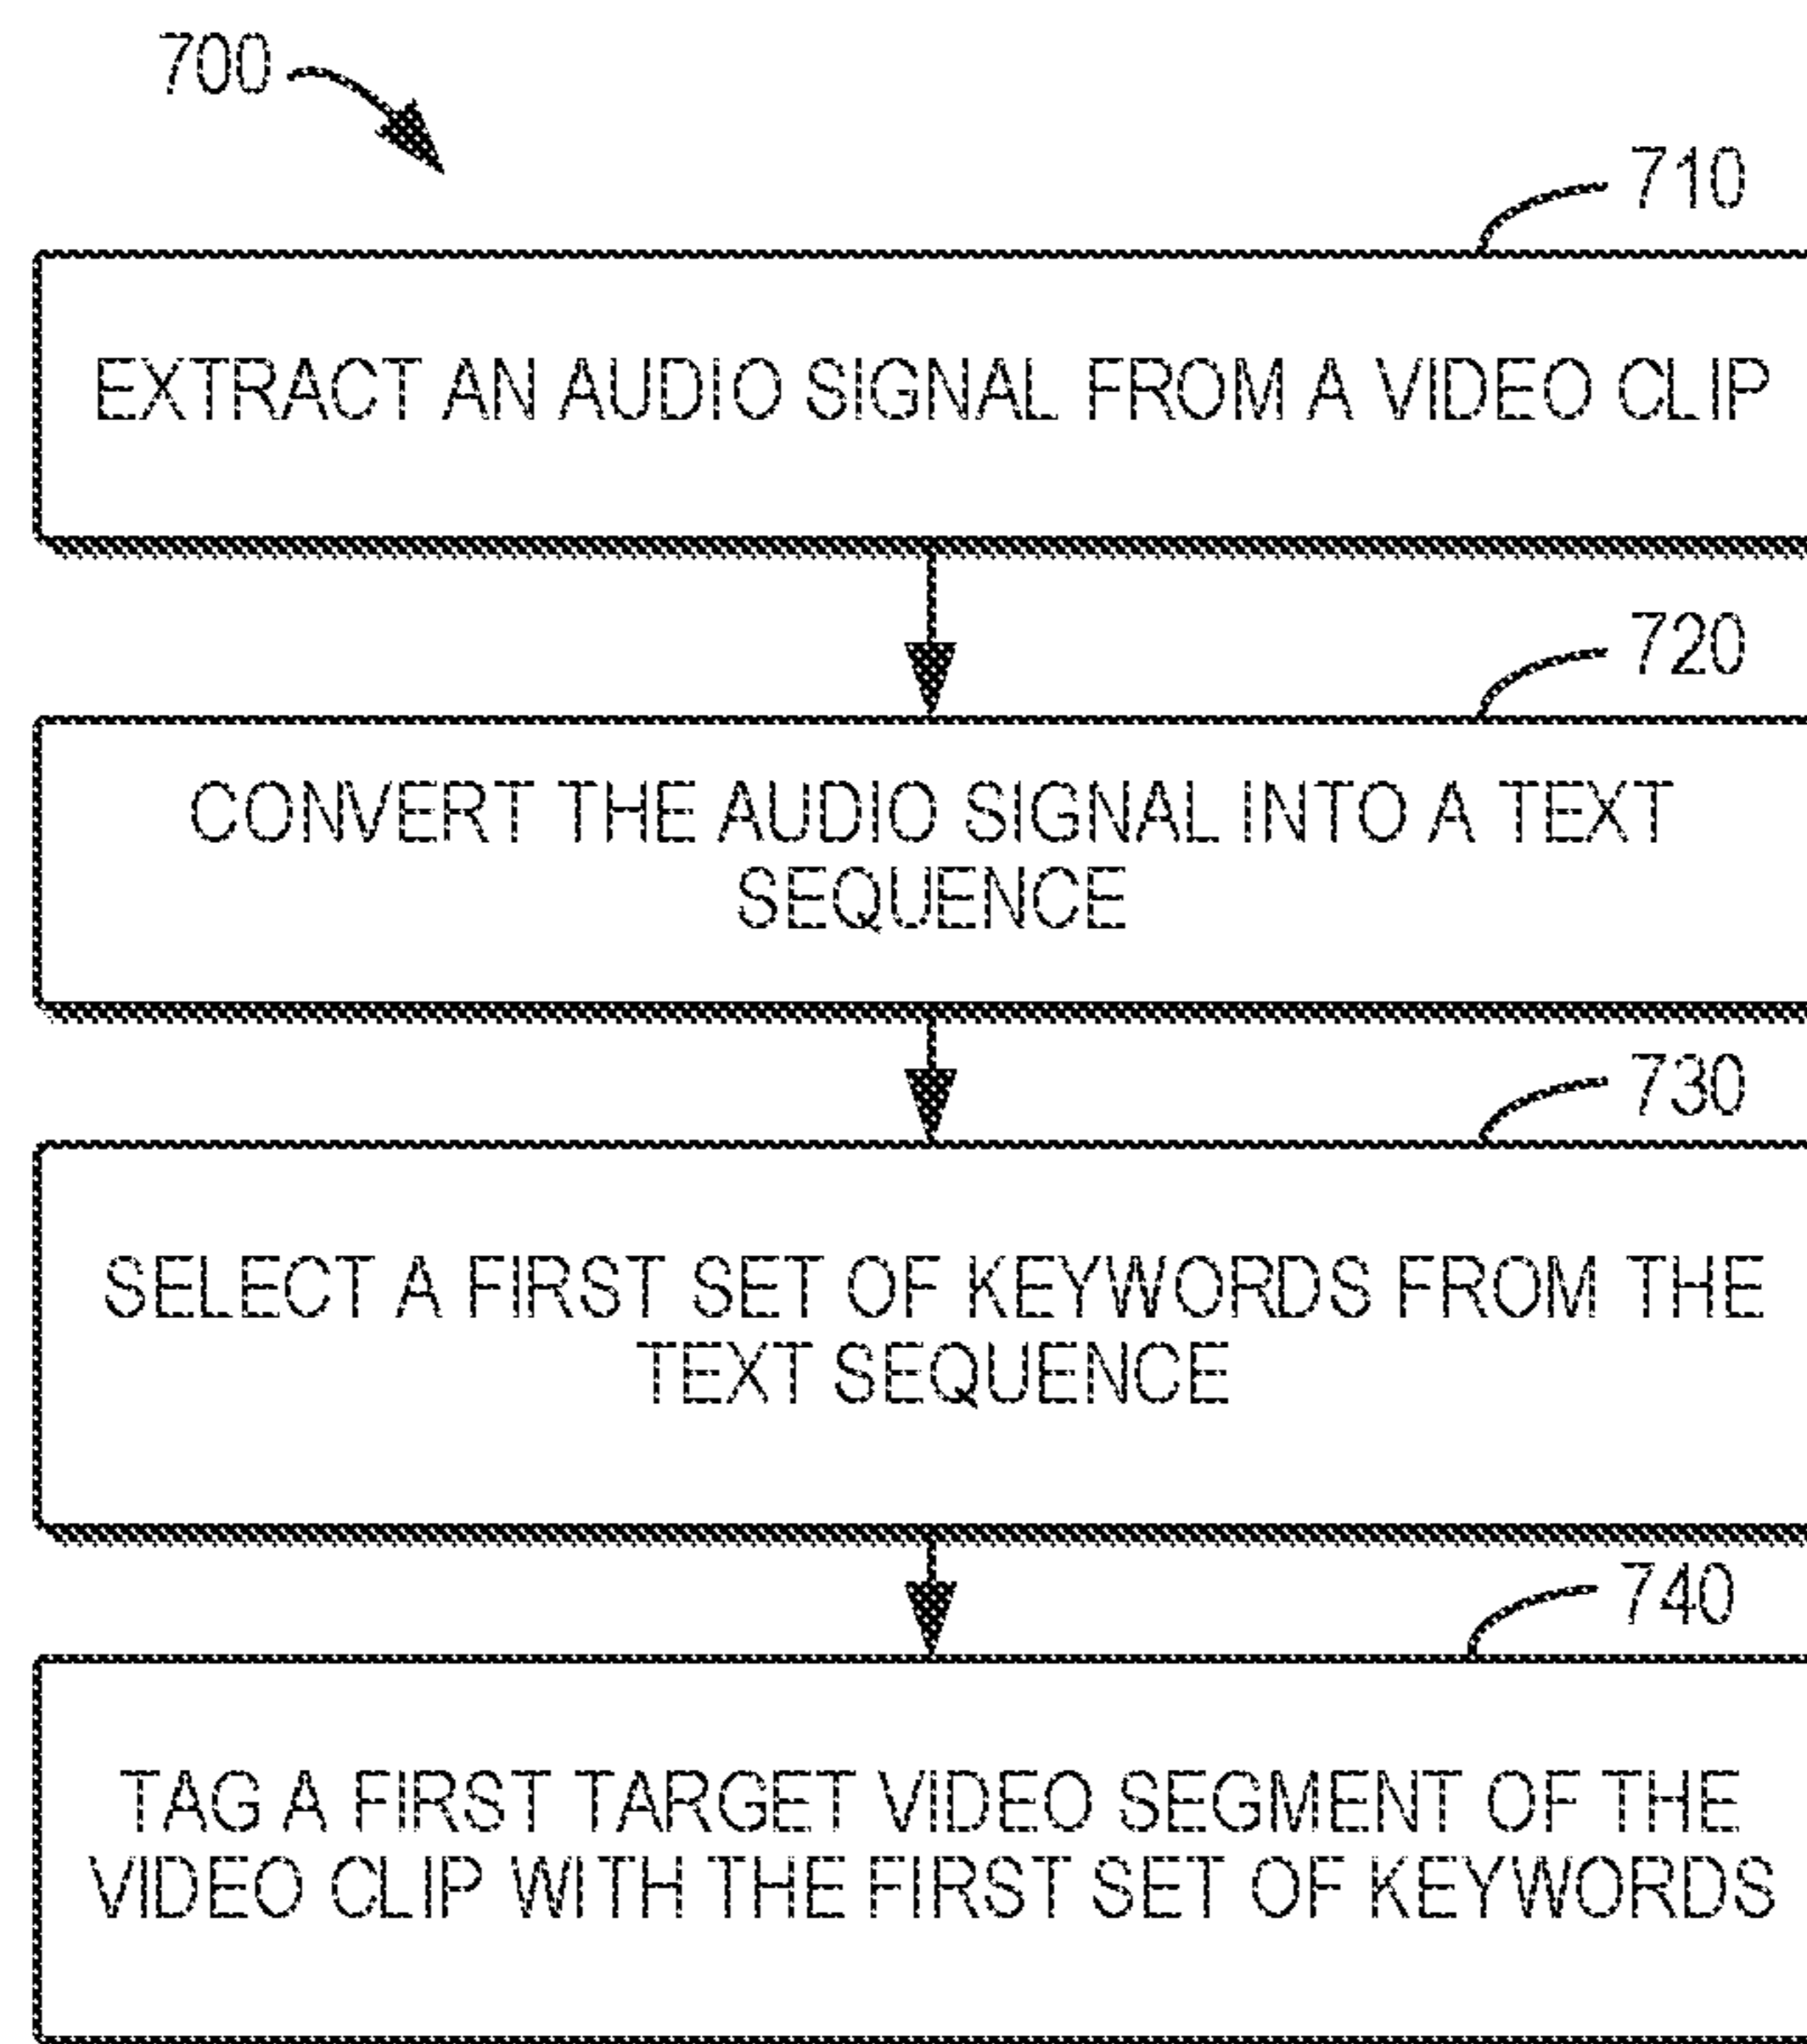 700
710
EXTRACT AN AUDIO SIGNAL FROM A VIDEO CLIP
720
CONVERT THE AUDIO SIGNAL INTO A TEXT
SEQUENCE
730
SELECT A FIRST SET OF KEYWORDS FROM THE
TEXT SEQUENCE
740
TAG A FIRST TARGET VIDEO SEGMENT OF THE
VIDEO CLIP WITH THE FIRST SET OF KEYWORDS